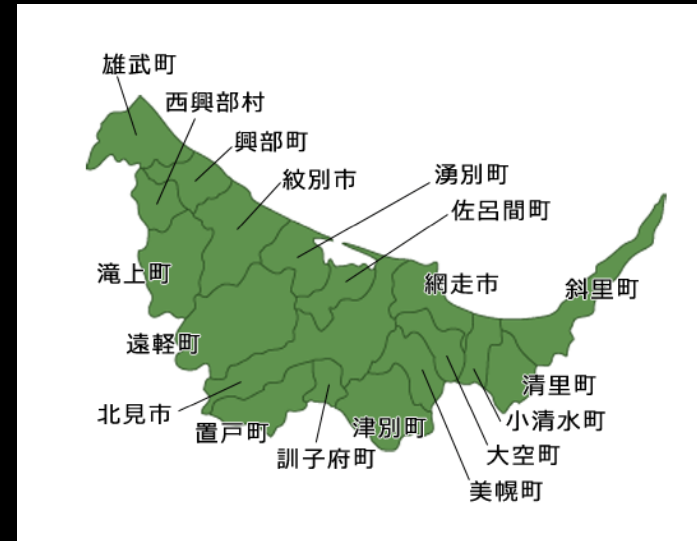 雄武町
西興部村
興部町
紋別市
湧別町
佐呂間町
滝上町
網走市
斜里町
遠軽町
清里町
北見市
小清水町
置戸町
津別町
訓子府町
大空町
美幌町